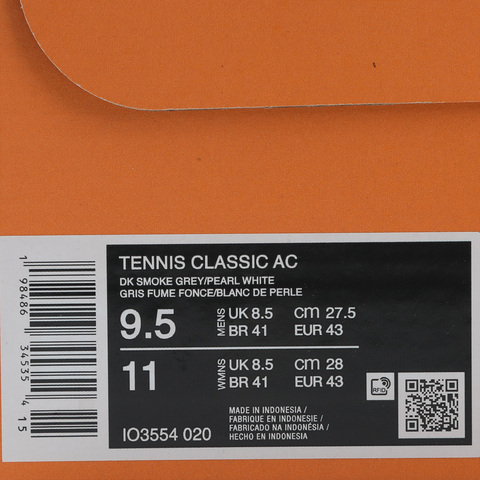 TENNIS CLASSIC AC
DK SMOKE GREY/PEARL WHITE
GRIS FUME FONCE/BLANC DE PERLE
9.5 MENS UK 8.5 CM 27.5
BR 41 EUR 43
11 WMNS UK 8.5 CM 28
BR 41 EUR 43
RFID
MADE IN INDONESIA /
FABRIQUE EN INDONESIE /
FABRICADO NA INDONÉSIA /
HECHO EN INDONESIA
IO3554 020
1 98486 34535 4 15